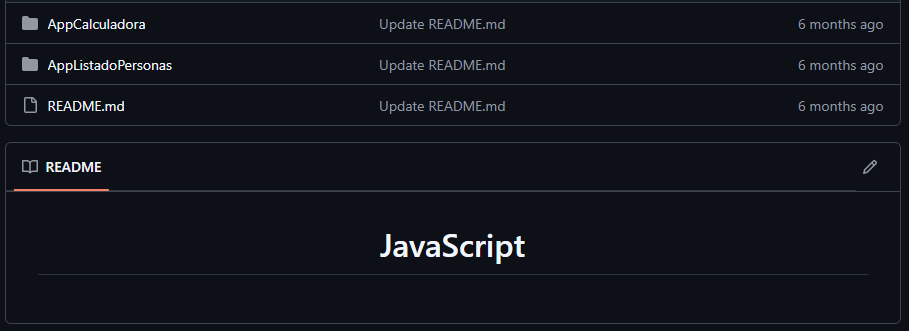 AppCalculadora Update README.md 6 months ago
AppListadoPersonas Update README.md 6 months ago
README.md Update README.md 6 months ago
README
JavaScript